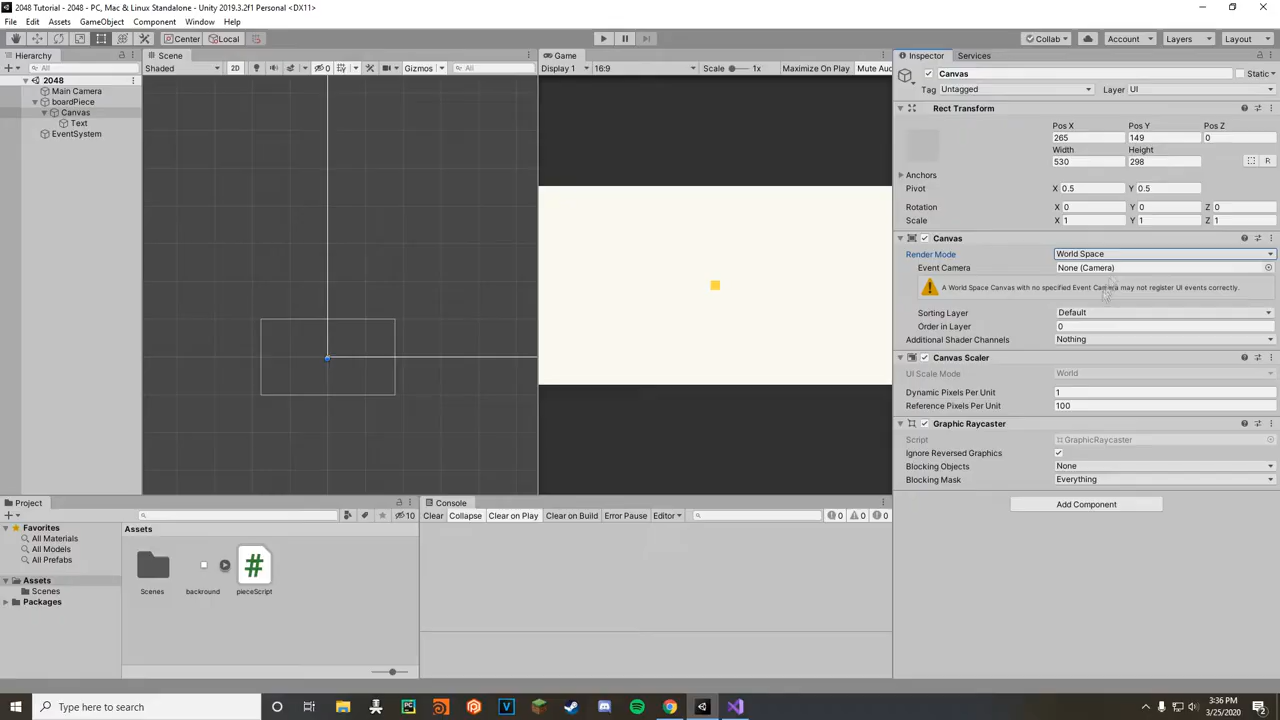 2048 Tutorial - 2048 - PC, Mac & Linux Standalone - Unity 2019.3.2f1 Personal <DX11>
File Edit Assets GameObject Component Window Help
Center Local Collab Account Layers Layout
Hierarchy
All
2048
Main Camera
boardPiece
Canvas
Text
EventSystem
Scene
Shaded 2D 0 Gizmos All
Game
Display 1 16:9 Scale 1x Maximize On Play Mute Aud
Inspector Services
Canvas Static
Tag Untagged Layer UI
Rect Transform
Pos X Pos Y Pos Z
265 149 0
Width Height
530 298 R
Anchors
Pivot X 0.5 Y 0.5
Rotation X 0 Y 0 Z 0
Scale X 1 Y 1 Z 1
Canvas
Render Mode World Space
Event Camera None (Camera)
A World Space Canvas with no specified Event Camera may not register UI events correctly.
Sorting Layer Default
Order in Layer 0
Additional Shader Channels Nothing
Canvas Scaler
UI Scale Mode World
Dynamic Pixels Per Unit 1
Reference Pixels Per Unit 100
Graphic Raycaster
Script GraphicRaycaster
Ignore Reversed Graphics
Blocking Objects None
Blocking Mask Everything
Add Component
Project
10
Favorites
All Materials
All Models
All Prefabs
Assets
Scenes
Packages
Assets
Scenes backround pieceScript
#
Console
Clear Collapse Clear on Play Clear on Build Error Pause Editor 0 0 0
Type here to search
3:36 PM
3/25/2020